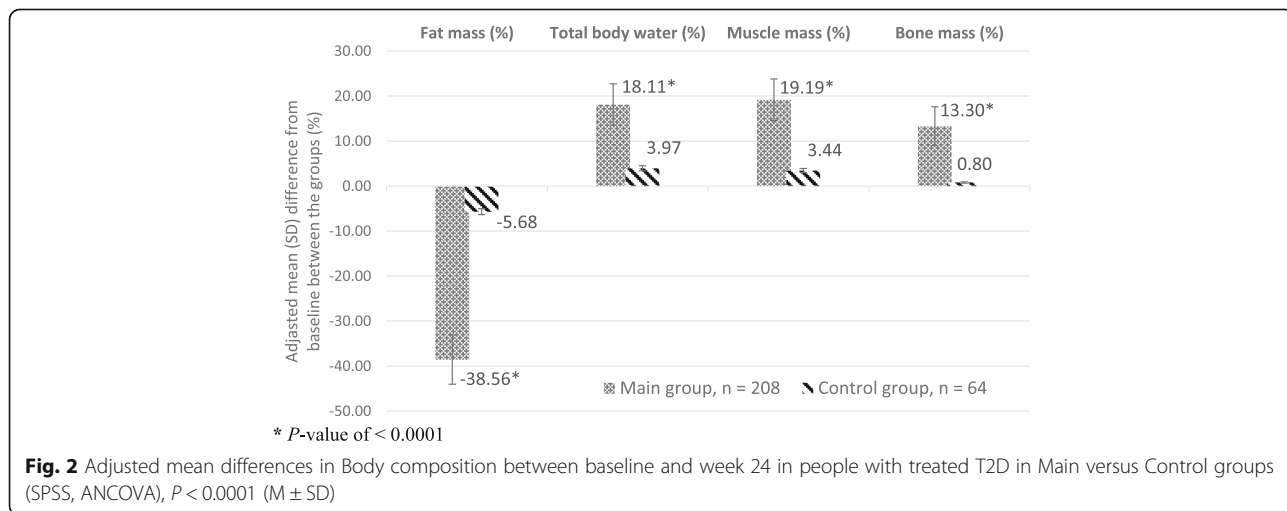 Fat mass (%) Total body water (%) Muscle mass (%) Bone mass (%)
30.00
20.00
10.00
0.00
-10.00
-20.00
-30.00
-40.00
-50.00
Adjasted mean (SD) difference from
baseline between the groups (%)
18.11*
3.97
19.19*
3.44
13.30*
0.80
-5.68
-38.56*
Main group, n = 208 Control group, n = 64
* P-value of < 0.0001
Fig. 2 Adjusted mean differences in Body composition between baseline and week 24 in people with treated T2D in Main versus Control groups
(SPSS, ANCOVA), P < 0.0001 (M ± SD)